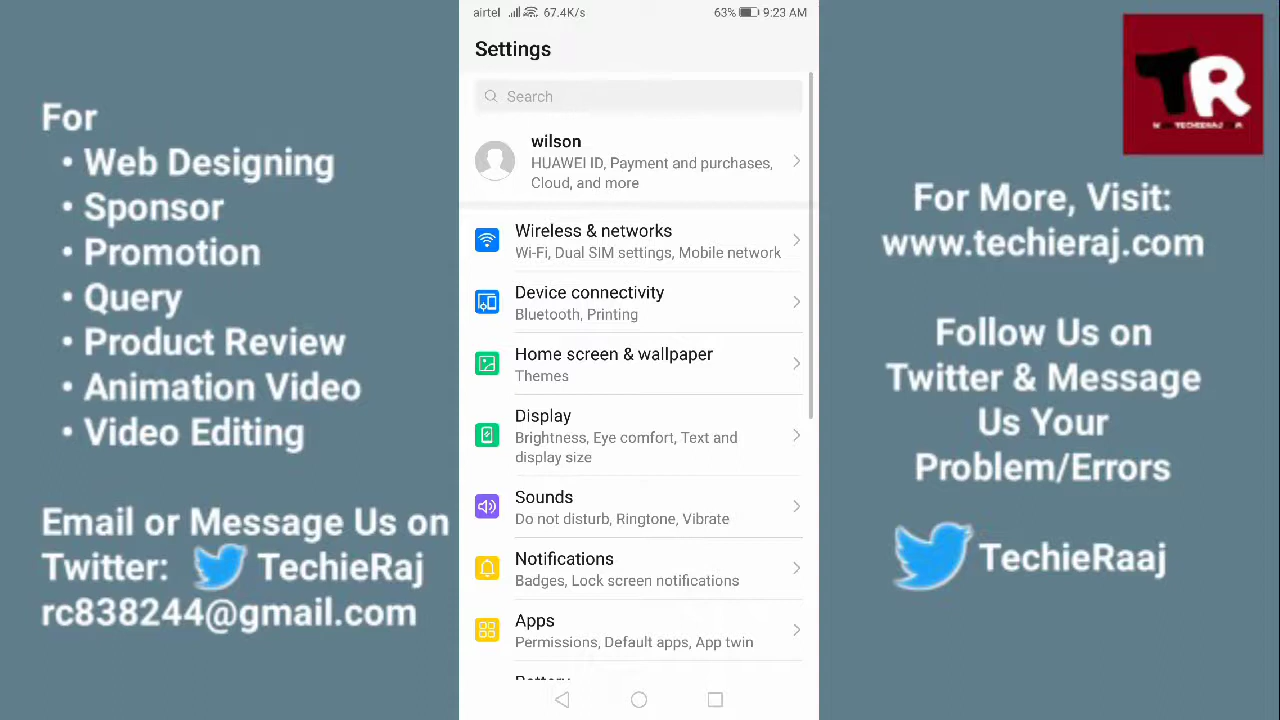 For
• Web Designing
• Sponsor
• Promotion
• Query
• Product Review
• Animation Video
• Video Editing
Email or Message Us on
Twitter: TechieRaj
rc838244@gmail.com
airtel 67.4K/s 63% 9:23 AM
Settings
Search
wilson
HUAWEI ID, Payment and purchases,
Cloud, and more
Wireless & networks
Wi-Fi, Dual SIM settings, Mobile network
Device connectivity
Bluetooth, Printing
Home screen & wallpaper
Themes
Display
Brightness, Eye comfort, Text and
display size
Sounds
Do not disturb, Ringtone, Vibrate
Notifications
Badges, Lock screen notifications
Apps
Permissions, Default apps, App twin
TR
For More, Visit:
www.techieraj.com
Follow Us on
Twitter & Message
Us Your
Problem/Errors
TechieRaaj